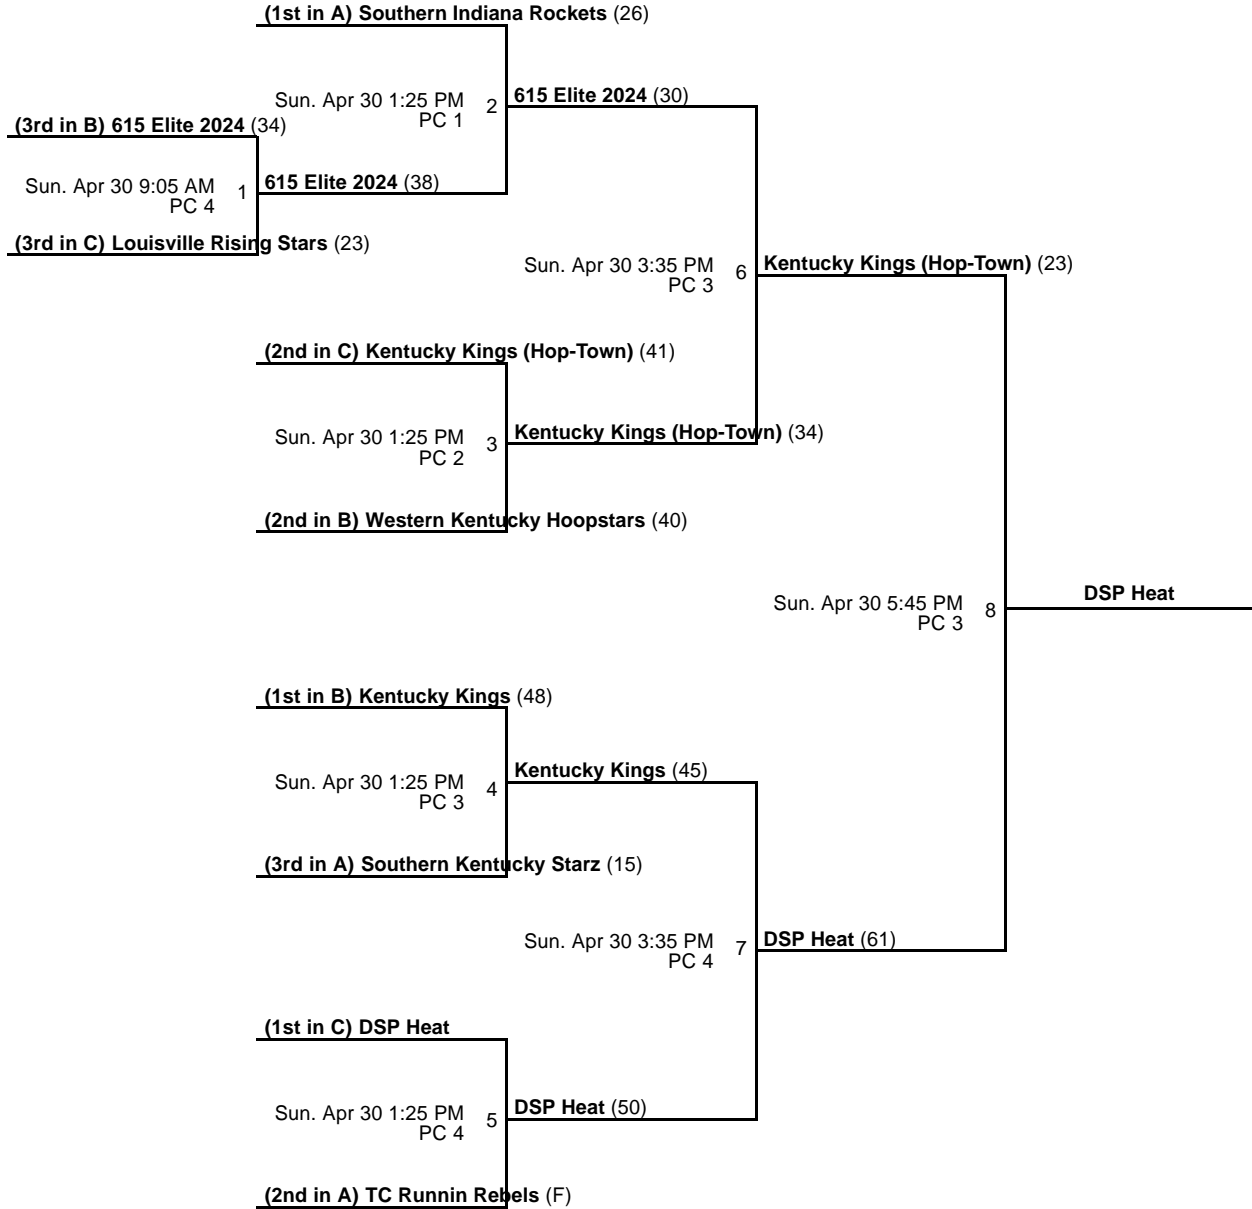 (1st in A) Southern Indiana Rockets (26)
Sun. Apr 30 1:25 PM
PC 1
2
615 Elite 2024 (30)
(3rd in B) 615 Elite 2024 (34)
Sun. Apr 30 9:05 AM
PC 4
1
615 Elite 2024 (38)
(3rd in C) Louisville Rising Stars (23)
Sun. Apr 30 3:35 PM
PC 3
6
Kentucky Kings (Hop-Town) (23)
(2nd in C) Kentucky Kings (Hop-Town) (41)
Sun. Apr 30 1:25 PM
PC 2
3
Kentucky Kings (Hop-Town) (34)
(2nd in B) Western Kentucky Hoopstars (40)
Sun. Apr 30 5:45 PM
PC 3
8
DSP Heat
(1st in B) Kentucky Kings (48)
Sun. Apr 30 1:25 PM
PC 3
4
Kentucky Kings (45)
(3rd in A) Southern Kentucky Starz (15)
Sun. Apr 30 3:35 PM
PC 4
7
DSP Heat (61)
(1st in C) DSP Heat
Sun. Apr 30 1:25 PM
PC 4
5
DSP Heat (50)
(2nd in A) TC Runnin Rebels (F)